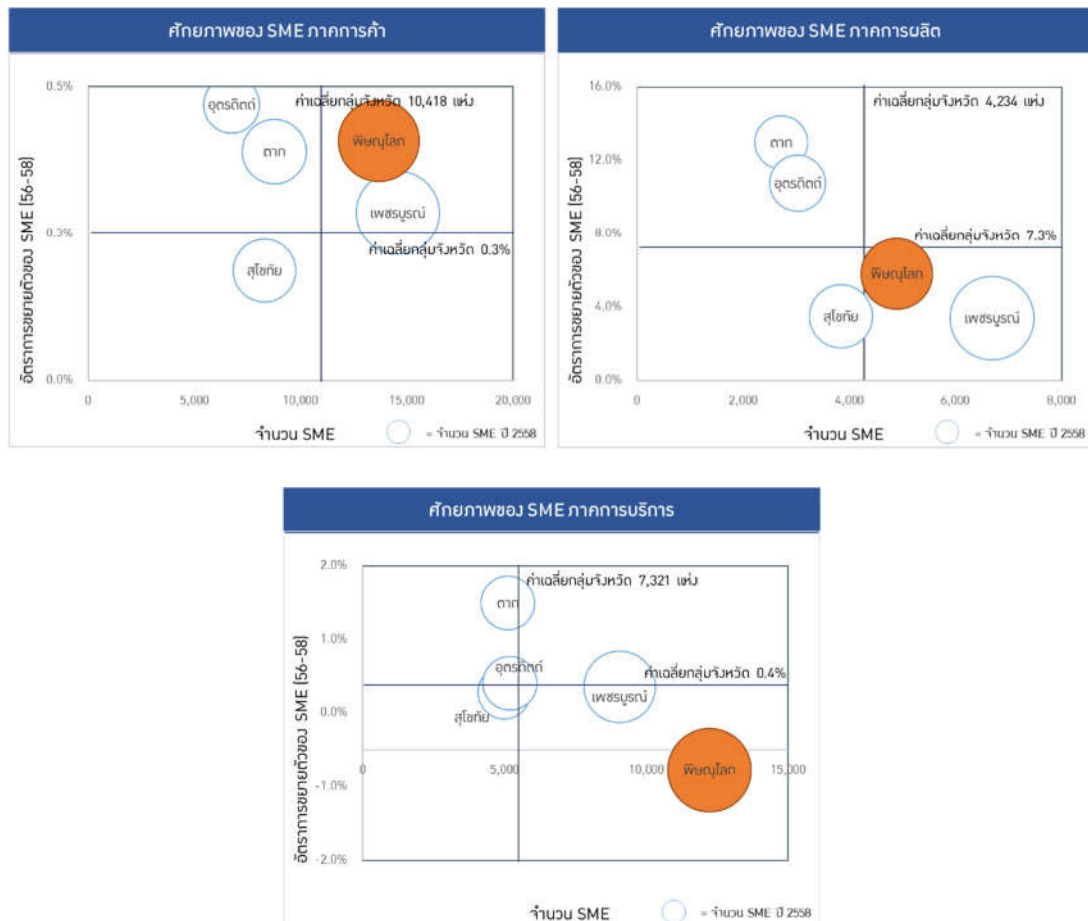 ศักยภาพของ SME ภาคการค้า
อัตราการขยายตัวของ SME (56-58)
0.5%
0.3%
0.0%
ค่าเฉลี่ยกลุ่มจังหวัด 10,418 แห่ง
อุตรดิตถ์
ตาก
พิษณุโลก
เพชรบูรณ์
ค่าเฉลี่ยกลุ่มจังหวัด 0.3%
สุโขทัย
0 5,000 10,000 15,000 20,000
จำนวน SME
= จำนวน SME ปี 2558
ศักยภาพของ SME ภาคการผลิต
อัตราการขยายตัวของ SME (56-58)
16.0%
12.0%
8.0%
4.0%
0.0%
ค่าเฉลี่ยกลุ่มจังหวัด 4,234 แห่ง
ตาก
อุตรดิตถ์
ค่าเฉลี่ยกลุ่มจังหวัด 7.3%
พิษณุโลก
สุโขทัย
เพชรบูรณ์
0 2,000 4,000 6,000 8,000
จำนวน SME
= จำนวน SME ปี 2558
ศักยภาพของ SME ภาคการบริการ
อัตราการขยายตัวของ SME (56-58)
2.0%
1.0%
0.0%
-1.0%
-2.0%
ค่าเฉลี่ยกลุ่มจังหวัด 7,321 แห่ง
ตาก
อุตรดิตถ์
ค่าเฉลี่ยกลุ่มจังหวัด 0.4%
เพชรบูรณ์
สุโขทัย
พิษณุโลก
0 5,000 10,000 15,000
จำนวน SME
= จำนวน SME ปี 2558